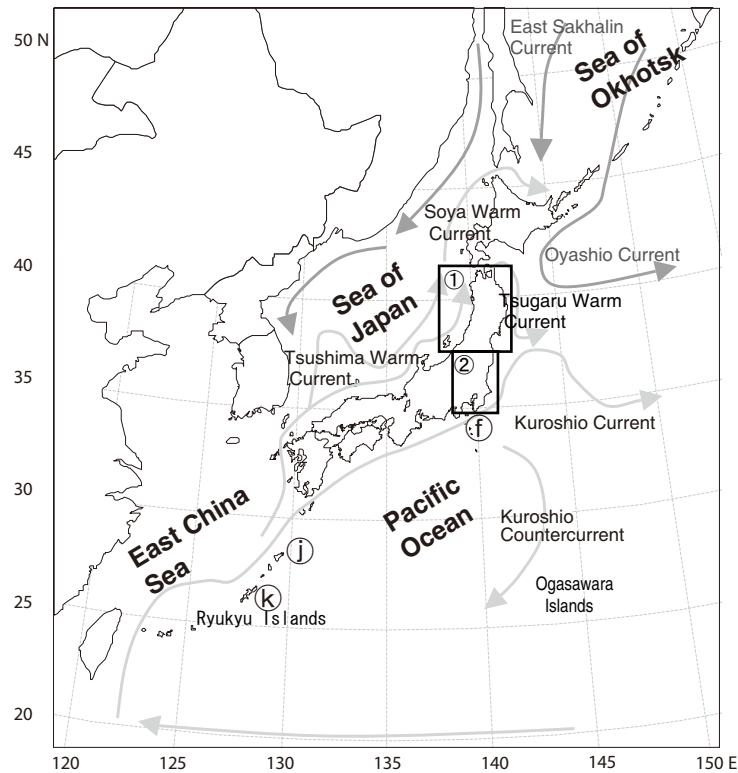 50 N
45
40
35
30
25
20
120
125
130
135
140
145
150 E
East Sakhalin
Current
Sea of
Okhotsk
Soya Warm
Current
Oyashio Current
Sea of
Japan
①
Tsugaru Warm
Current
Tsushima Warm
Current
②
Kuroshio Current
ⓕ
Pacific
Ocean
East China
Sea
Kuroshio
Countercurrent
ⓙ
Ogasawara
Islands
ⓚ
Ryukyu Islands